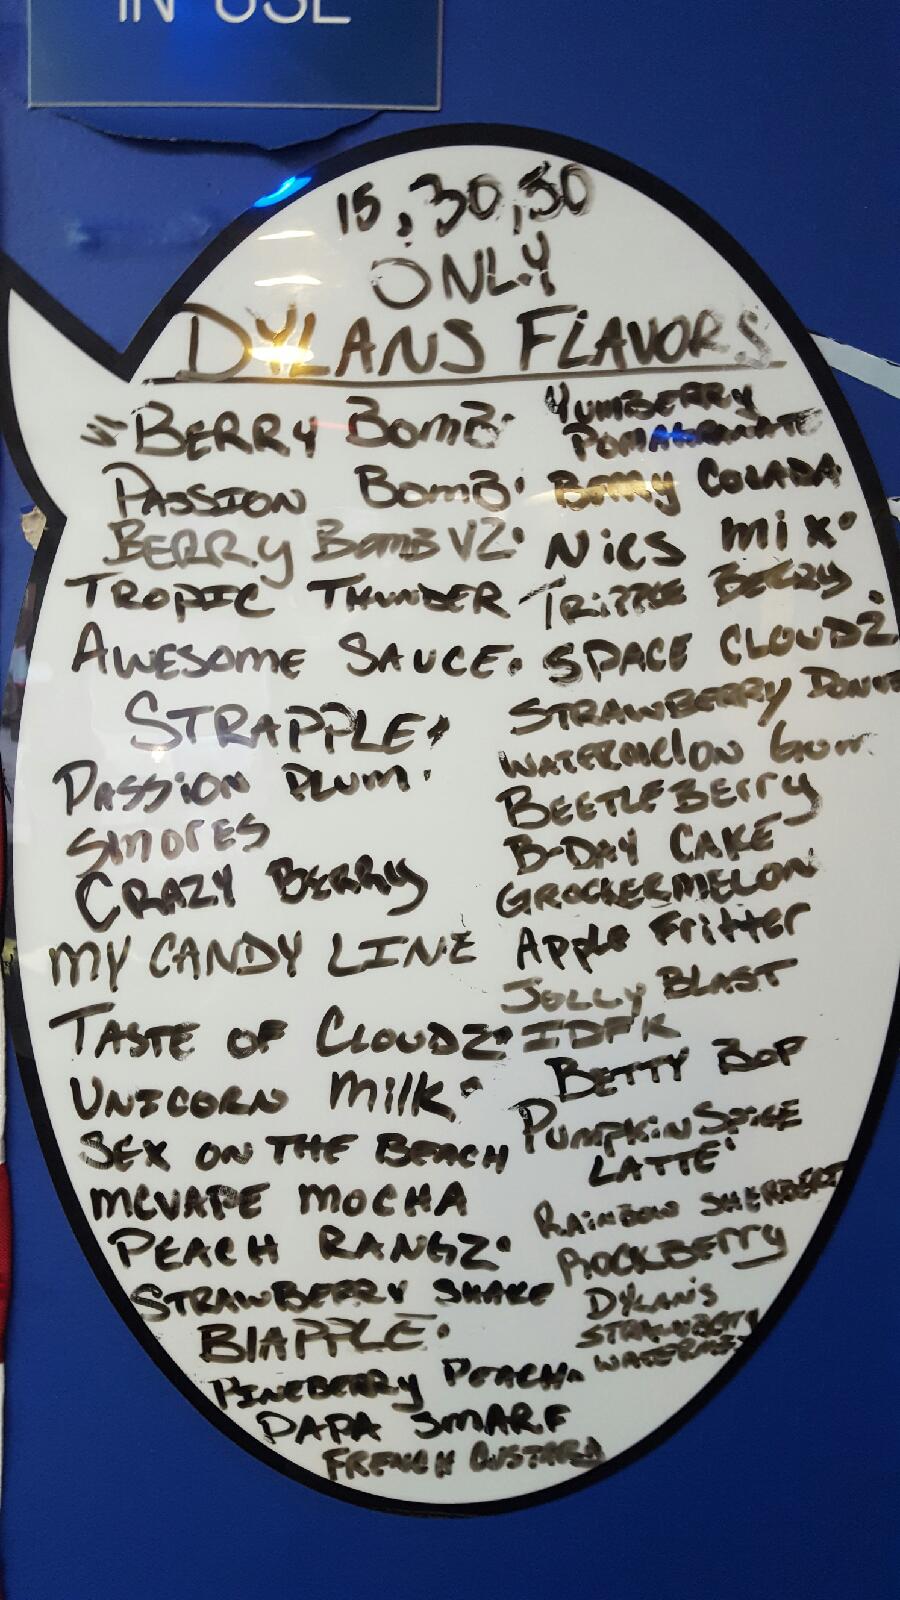 IN USE
15, 30, 50
ONLY
DYLANS FLAVORS
BERRY BOMB
PASSION BOMB
BERRY BOMB V2
TROPIC THUNDER
AWESOME SAUCE
STRAPPLE
PASSION PLUM
SMORES
CRAZY BERRY
MY CANDY LINE
TASTE OF CLOUDZ
UNICORN MILK
SEX ON THE BEACH
MCVAPE MOCHA
PEACH RANGZ
STRAWBERRY SHAKE
BIAPPLE
PINEBERRY PEACH
PAPA SMARF
FRENCH CUSTARD
YUMBERRY
POMAGRANATE
COLADA
NICS MIX
TRIPPLE BERRY
SPACE CLOUDZ
STRAWBERRY
WATERMELON GUM
BEETLEBERRY
B-DAY CAKE
GROCKERMELON
APPLE FRITTER
JOLLY BLAST
IDFK
BETTY BOP
PUMPKIN SPICE
LATTE
RAINBOW SHERBERT
ROCKBERRY
DYLANS
STRAWBERRY